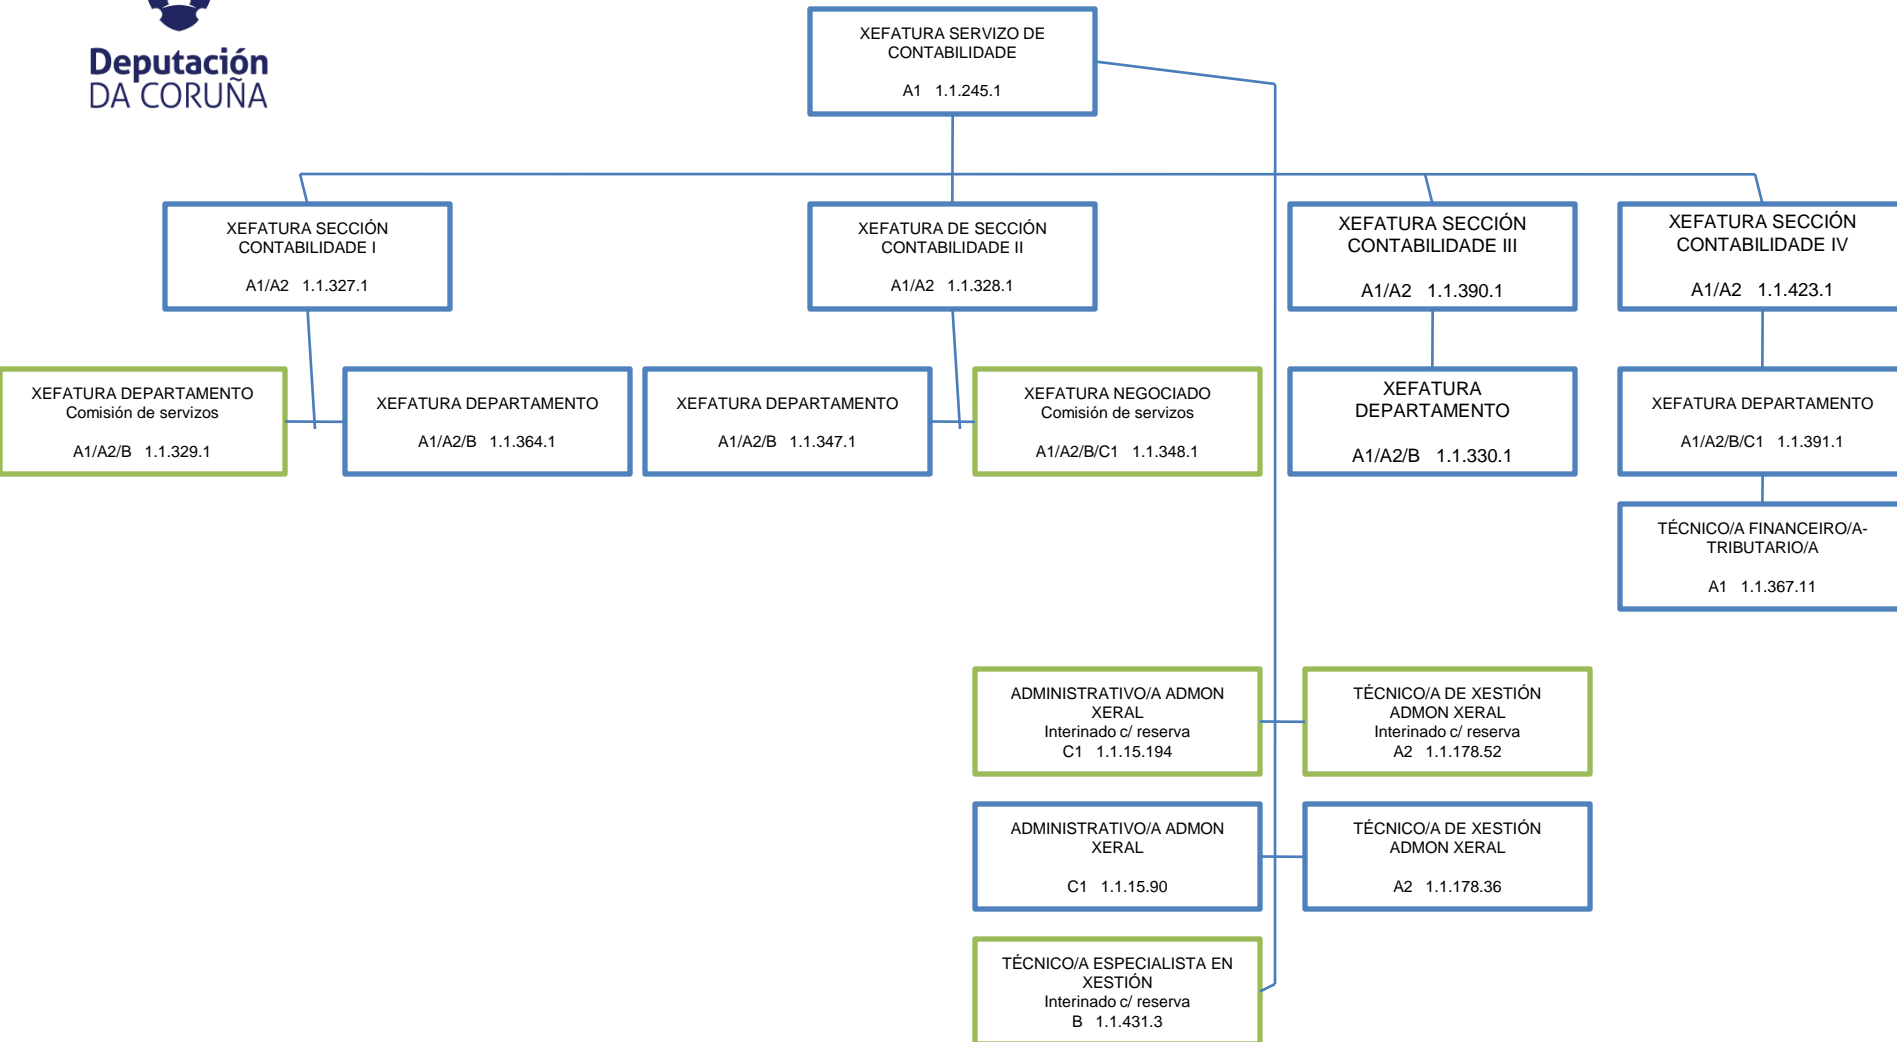 Deputación
DA CORUÑA
XEFATURA SERVIZO DE
CONTABILIDADE
A1 1.1.245.1
XEFATURA SECCIÓN
CONTABILIDADE I
A1/A2 1.1.327.1
XEFATURA DE SECCIÓN
CONTABILIDADE II
A1/A2 1.1.328.1
XEFATURA SECCIÓN
CONTABILIDADE III
A1/A2 1.1.390.1
XEFATURA SECCIÓN
CONTABILIDADE IV
A1/A2 1.1.423.1
XEFATURA DEPARTAMENTO
Comisión de servizos
A1/A2/B 1.1.329.1
XEFATURA DEPARTAMENTO
A1/A2/B 1.1.364.1
XEFATURA DEPARTAMENTO
A1/A2/B 1.1.347.1
XEFATURA NEGOCIADO
Comisión de servizos
A1/A2/B/C1 1.1.348.1
XEFATURA
DEPARTAMENTO
A1/A2/B 1.1.330.1
XEFATURA DEPARTAMENTO
A1/A2/B/C1 1.1.391.1
TÉCNICO/A FINANCEIRO/A-
TRIBUTARIO/A
A1 1.1.367.11
ADMINISTRATIVO/A ADMON
XERAL
Interinado c/ reserva
C1 1.1.15.194
TÉCNICO/A DE XESTIÓN
ADMON XERAL
Interinado c/ reserva
A2 1.1.178.52
ADMINISTRATIVO/A ADMON
XERAL
C1 1.1.15.90
TÉCNICO/A DE XESTIÓN
ADMON XERAL
A2 1.1.178.36
TÉCNICO/A ESPECIALISTA EN
XESTIÓN
Interinado c/ reserva
B 1.1.431.3